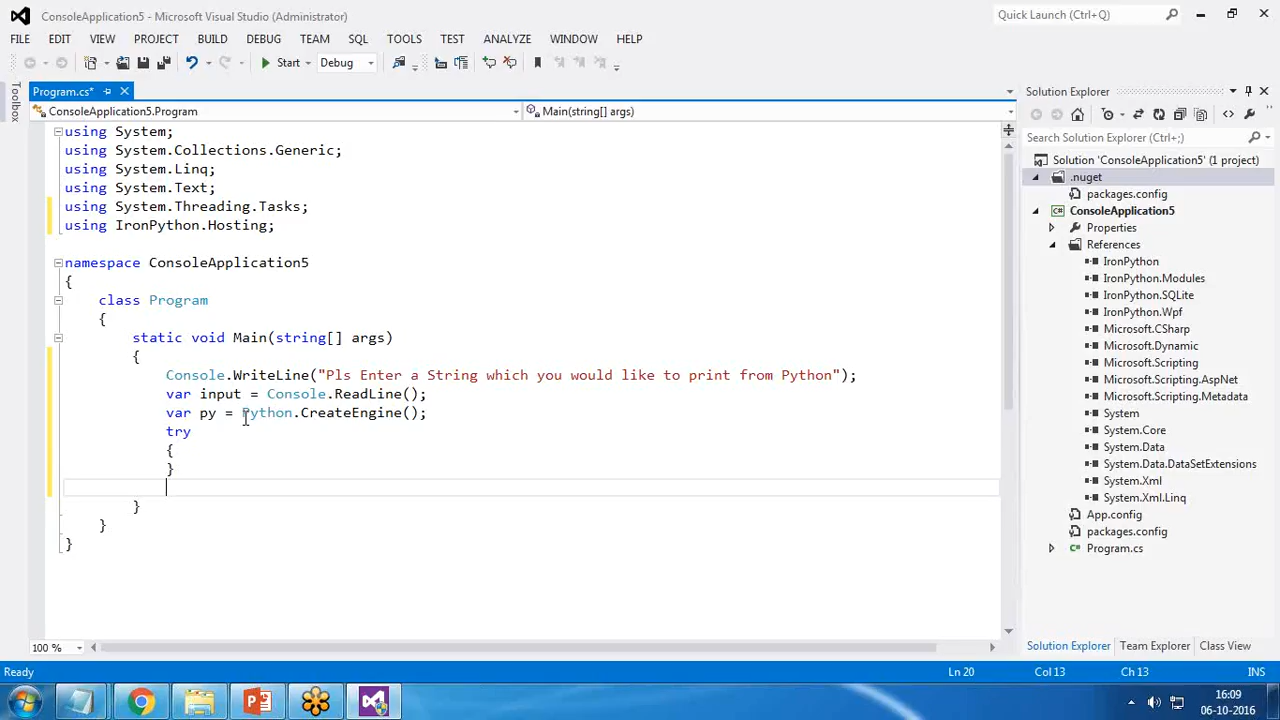 ConsoleApplication5 - Microsoft Visual Studio (Administrator)
Quick Launch (Ctrl+Q)
FILE EDIT VIEW PROJECT BUILD DEBUG TEAM SQL TOOLS TEST ANALYZE WINDOW HELP
Start Debug
Program.cs*
Toolbox
ConsoleApplication5.Program
Main(string[] args)
using System;
using System.Collections.Generic;
using System.Linq;
using System.Text;
using System.Threading.Tasks;
using IronPython.Hosting;
namespace ConsoleApplication5
{
class Program
{
static void Main(string[] args)
{
Console.WriteLine("Pls Enter a String which you would like to print from Python");
var input = Console.ReadLine();
var py = Python.CreateEngine();
try
{
}
}
}
}
100 %
Solution Explorer
Search Solution Explorer (Ctrl+;)
Solution 'ConsoleApplication5' (1 project)
.nuget
packages.config
ConsoleApplication5
Properties
References
IronPython
IronPython.Modules
IronPython.SQLite
IronPython.Wpf
Microsoft.CSharp
Microsoft.Dynamic
Microsoft.Scripting
Microsoft.Scripting.AspNet
Microsoft.Scripting.Metadata
System
System.Core
System.Data
System.Data.DataSetExtensions
System.Xml
System.Xml.Linq
App.config
packages.config
Program.cs
Solution Explorer Team Explorer Class View
Ready Ln 20 Col 13 Ch 13 INS
16:09
06-10-2016